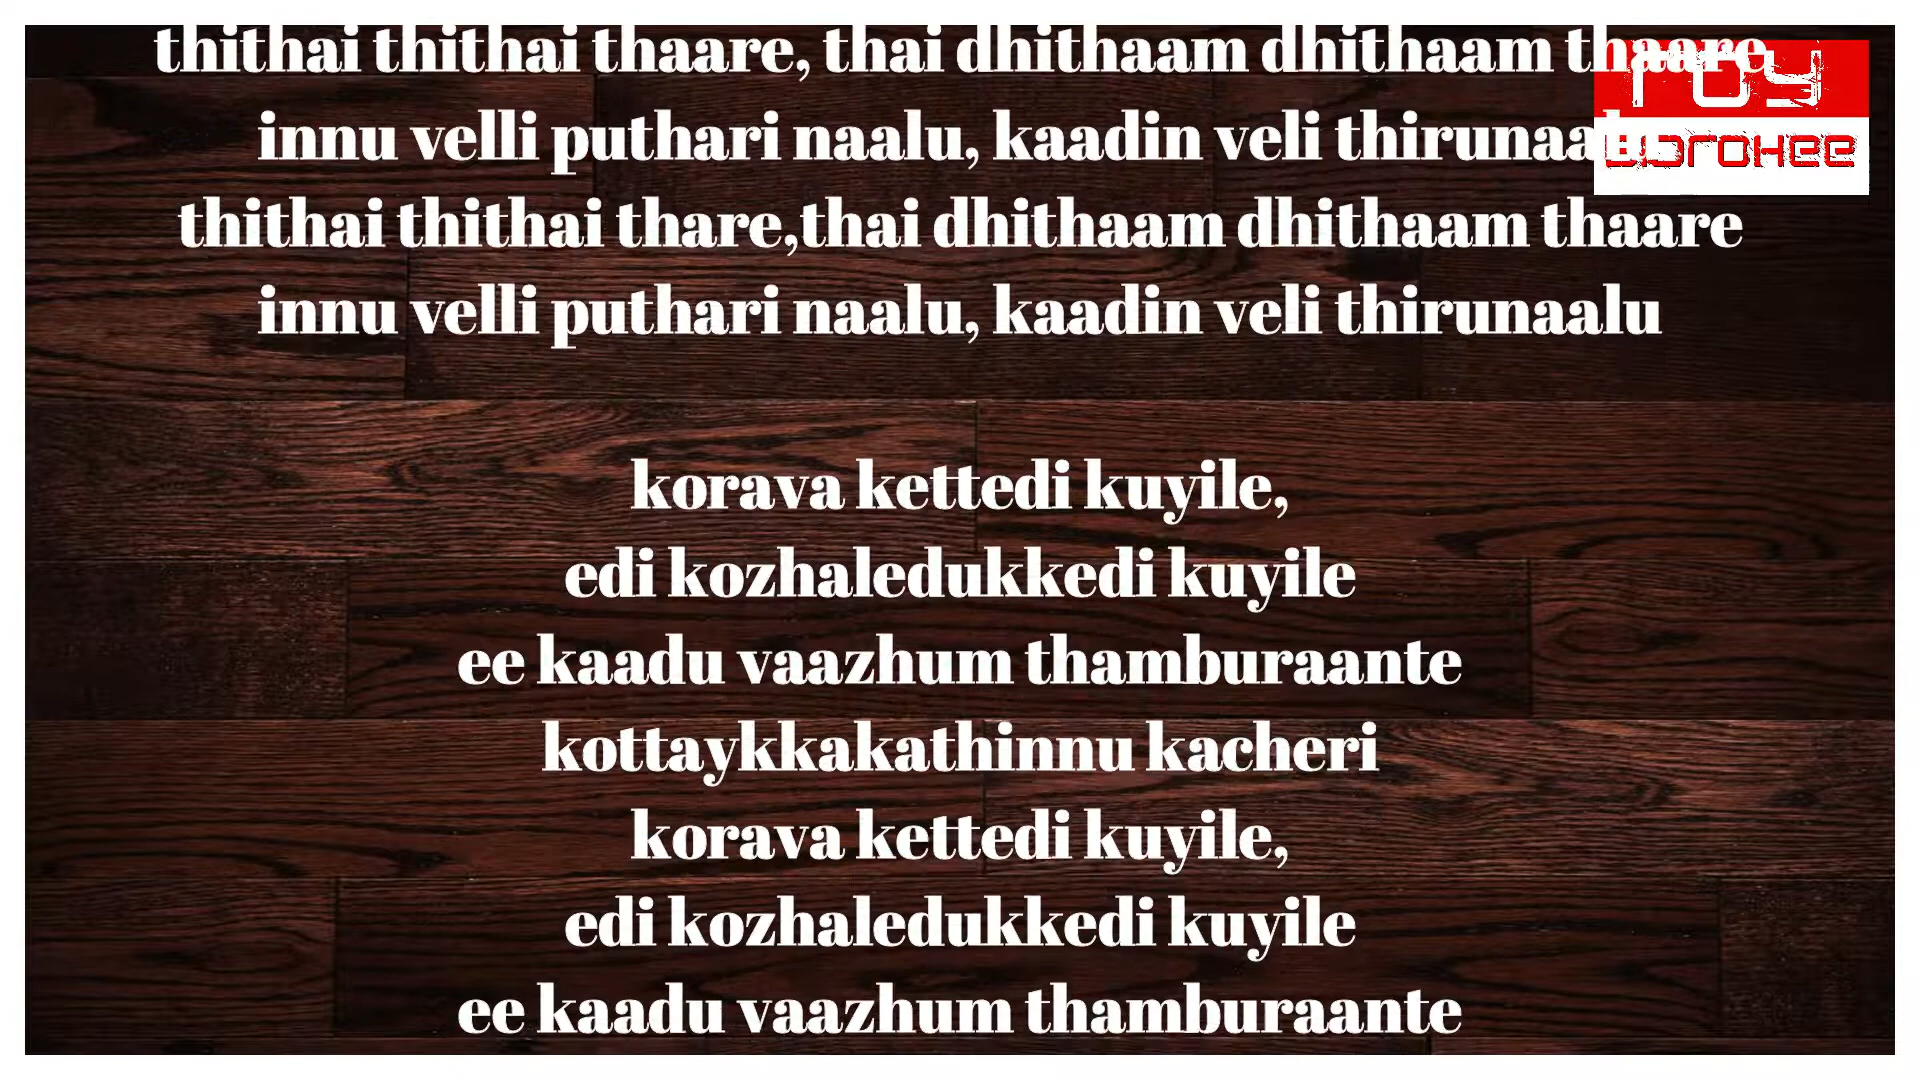 thithai thithai thaare, thai dhithaam dhithaam thaare
innu velli puthari naalu, kaadin veli thirunaalu
thithai thithai thare,thai dhithaam dhithaam thaare
innu velli puthari naalu, kaadin veli thirunaalu
korava kettedi kuyile,
edi kozhaledukkedi kuyile
ee kaadu vaazhum thamburaante
kottaykkakathinnu kacheri
korava kettedi kuyile,
edi kozhaledukkedi kuyile
ee kaadu vaazhum thamburaante